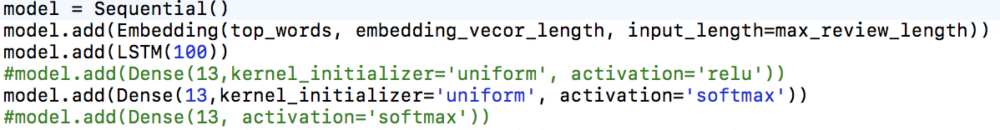 model = Sequential()
model.add(Embedding(top_words, embedding_vecor_length, input_length=max_review_length))
model.add(LSTM(100))
#model.add(Dense(13,kernel_initializer='uniform', activation='relu'))
model.add(Dense(13,kernel_initializer='uniform', activation='softmax'))
#model.add(Dense(13, activation='softmax'))